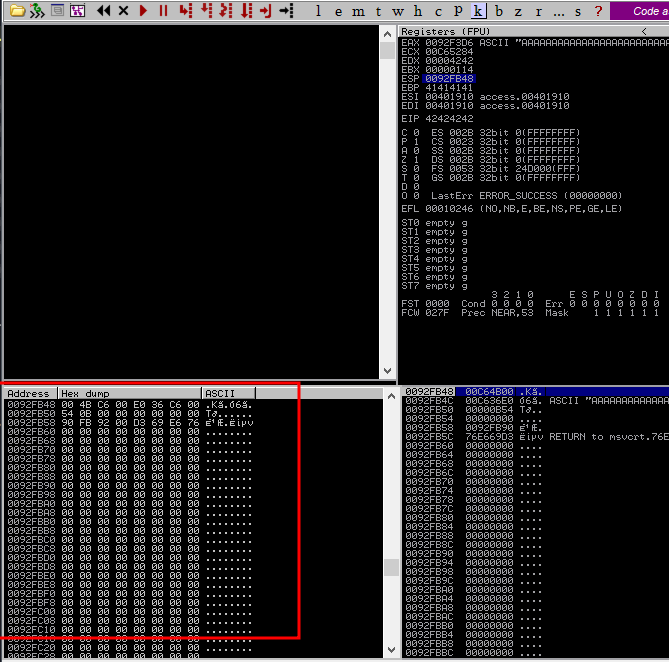 l e m t w h c P k b z r ... s ? Code a
Registers (FPU) <
EAX 0092F3D6 ASCII "AAAAAAAAAAAAAAAAAAAAA
ECX 00C65284
EDX 00004242
EBX 00000114
ESP 0092FB48
EBP 41414141
ESI 00401910 access.00401910
EDI 00401910 access.00401910
EIP 42424242
C 0 ES 002B 32bit 0(FFFFFFFF)
P 1 CS 0023 32bit 0(FFFFFFFF)
A 0 SS 002B 32bit 0(FFFFFFFF)
Z 1 DS 002B 32bit 0(FFFFFFFF)
S 0 FS 0053 32bit 24D000(FFF)
T 0 GS 002B 32bit 0(FFFFFFFF)
D 0
O 0 LastErr ERROR_SUCCESS (00000000)
EFL 00010246 (NO,NB,E,BE,NS,PE,GE,LE)
ST0 empty g
ST1 empty g
ST2 empty g
ST3 empty g
ST4 empty g
ST5 empty g
ST6 empty g
ST7 empty g
3 2 1 0 E S P U O Z D I
FST 0000 Cond 0 0 0 0 Err 0 0 0 0 0 0 0 0
FCW 027F Prec NEAR,53 Mask 1 1 1 1 1 1
Address Hex dump ASCII
0092FB48 00 4B C6 00 E0 36 C6 00
0092FB50 54 0B 00 00 00 00 00 00
0092FB58 90 FB 92 00 D3 69 E6 76
0092FB60 00 00 00 00 00 00 00 00 ........
0092FB68 00 00 00 00 00 00 00 00 ........
0092FB70 00 00 00 00 00 00 00 00 ........
0092FB78 00 00 00 00 00 00 00 00 ........
0092FB80 00 00 00 00 00 00 00 00 ........
0092FB88 00 00 00 00 00 00 00 00 ........
0092FB90 00 00 00 00 00 00 00 00 ........
0092FB98 00 00 00 00 00 00 00 00 ........
0092FBA0 00 00 00 00 00 00 00 00 ........
0092FBA8 00 00 00 00 00 00 00 00 ........
0092FBB0 00 00 00 00 00 00 00 00 ........
0092FBB8 00 00 00 00 00 00 00 00 ........
0092FBC0 00 00 00 00 00 00 00 00 ........
0092FBC8 00 00 00 00 00 00 00 00 ........
0092FBD0 00 00 00 00 00 00 00 00 ........
0092FBD8 00 00 00 00 00 00 00 00 ........
0092FBE0 00 00 00 00 00 00 00 00 ........
0092FBE8 00 00 00 00 00 00 00 00 ........
0092FBF0 00 00 00 00 00 00 00 00 ........
0092FBF8 00 00 00 00 00 00 00 00 ........
0092FC00 00 00 00 00 00 00 00 00 ........
0092FC08 00 00 00 00 00 00 00 00 ........
0092FC10 00 00 00 00 00 00 00 00 ........
0092FC20 00 00 00 00 00 00 00 00 ........
0092FC28 00 00 00 00 00 00 00 00 ........
0092FB48 00C64B00
0092FB4C 00C636E0 ASCII "AAAAAAAAAAAAA
0092FB50 00000B54
0092FB54 00000000 ....
0092FB58 0092FB90
0092FB5C 76E669D3 RETURN to msvcrt.76E
0092FB60 00000000 ....
0092FB64 00000000 ....
0092FB68 00000000 ....
0092FB6C 00000000 ....
0092FB70 00000000 ....
0092FB74 00000000 ....
0092FB78 00000000 ....
0092FB7C 00000000 ....
0092FB80 00000000 ....
0092FB84 00000000 ....
0092FB88 00000000 ....
0092FB8C 00000000 ....
0092FB90 00000000 ....
0092FB94 00000000 ....
0092FB98 00000000 ....
0092FB9C 00000000 ....
0092FBA0 00000000 ....
0092FBA4 00000000 ....
0092FBA8 00000000 ....
0092FBAC 00000000 ....
0092FBB0 00000000 ....
0092FBB4 00000000 ....
0092FBB8 00000000 ....
0092FBBC 00000000 ....